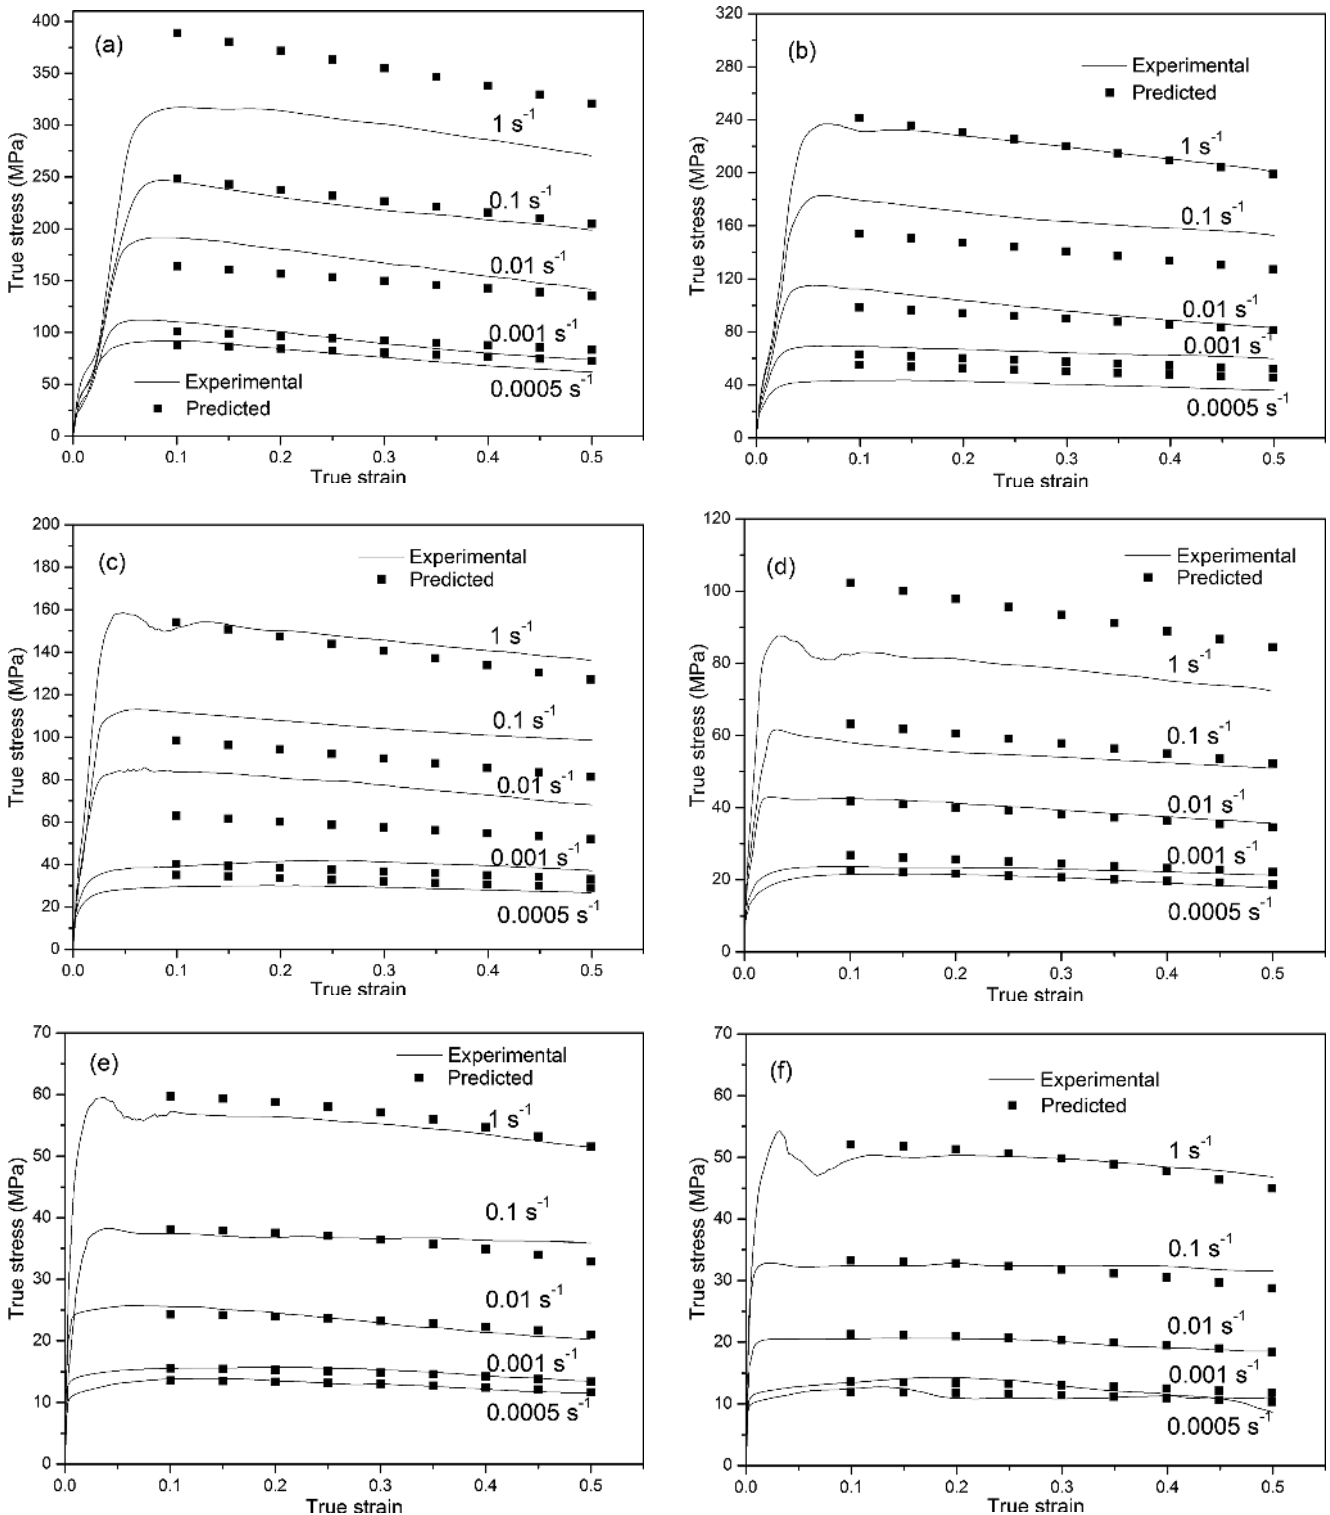 (a)
True stress (MPa)
400
350
300
250
200
150
100
50
0
1 s-1
0.1 s-1
0.01 s-1
0.001 s-1
0.0005 s-1
Experimental
Predicted
0.0 0.1 0.2 0.3 0.4 0.5
True strain
(b)
True stress (MPa)
320
280
240
200
160
120
80
40
0
Experimental
Predicted
1 s-1
0.1 s-1
0.01 s-1
0.001 s-1
0.0005 s-1
0.0 0.1 0.2 0.3 0.4 0.5
True strain
(c)
True stress (MPa)
200
180
160
140
120
100
80
60
40
20
0
Experimental
Predicted
1 s-1
0.1 s-1
0.01 s-1
0.001 s-1
0.0005 s-1
0.0 0.1 0.2 0.3 0.4 0.5
True strain
(d)
True stress (MPa)
120
100
80
60
40
20
0
Experimental
Predicted
1 s-1
0.1 s-1
0.01 s-1
0.001 s-1
0.0005 s-1
0.0 0.1 0.2 0.3 0.4 0.5
True strain
(e)
True stress (MPa)
70
60
50
40
30
20
10
0
Experimental
Predicted
1 s-1
0.1 s-1
0.01 s-1
0.001 s-1
0.0005 s-1
0.0 0.1 0.2 0.3 0.4 0.5
True strain
(f)
True stress (MPa)
70
60
50
40
30
20
10
0
Experimental
Predicted
1 s-1
0.1 s-1
0.01 s-1
0.001 s-1
0.0005 s-1
0.0 0.1 0.2 0.3 0.4 0.5
True strain